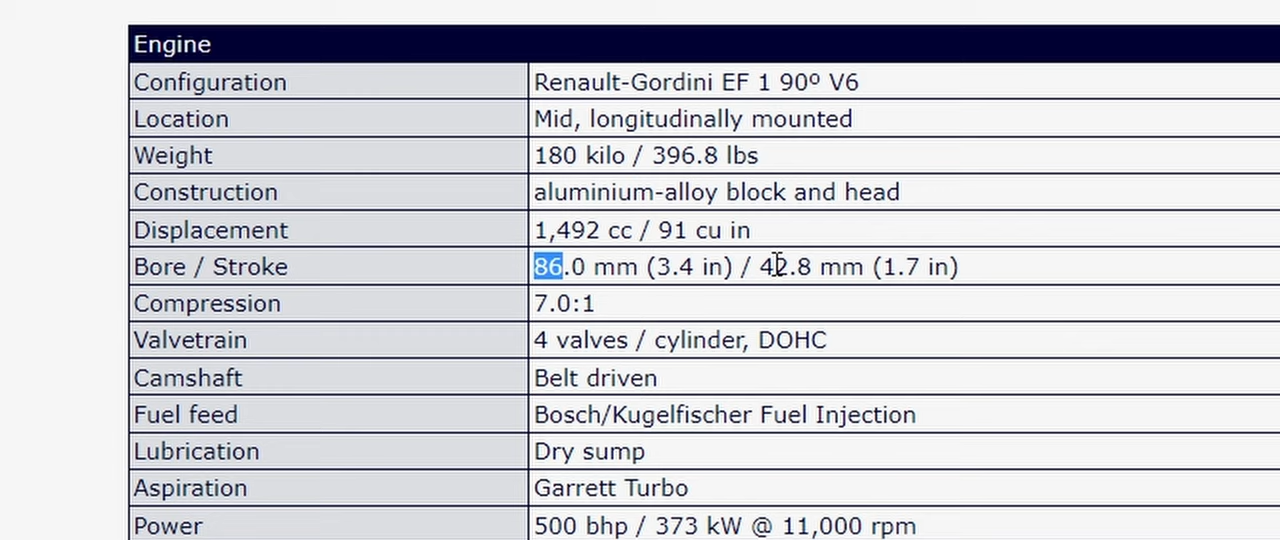 Engine
Configuration Renault-Gordini EF 1 90º V6
Location Mid, longitudinally mounted
Weight 180 kilo / 396.8 lbs
Construction aluminium-alloy block and head
Displacement 1,492 cc / 91 cu in
Bore / Stroke 86.0 mm (3.4 in) / 42.8 mm (1.7 in)
Compression 7.0:1
Valvetrain 4 valves / cylinder, DOHC
Camshaft Belt driven
Fuel feed Bosch/Kugelfischer Fuel Injection
Lubrication Dry sump
Aspiration Garrett Turbo
Power 500 bhp / 373 kW @ 11,000 rpm